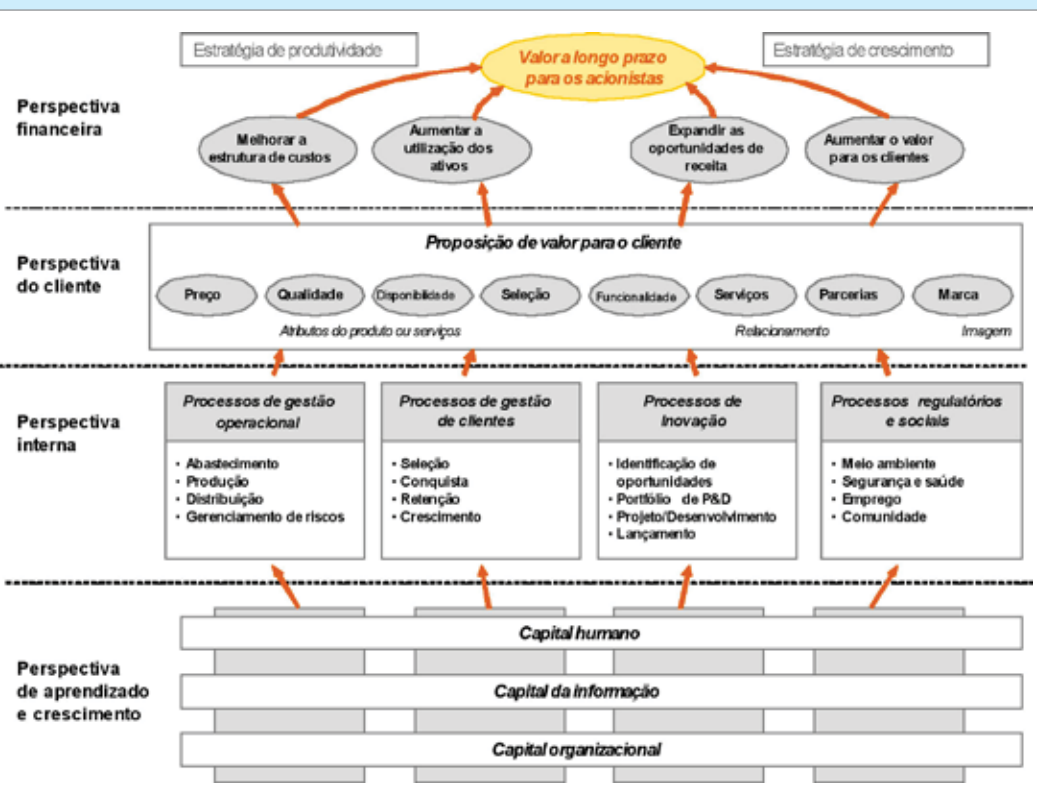 Estratégia de produtividade
Valor a longo prazo
para os acionistas
Estratégia de crescimento
Perspectiva
financeira
Melhorar a
estrutura de custos
Aumentar a
utilização dos
ativos
Expandir as
oportunidades de
receita
Aumentar o valor
para os clientes
Perspectiva
do cliente
Proposição de valor para o cliente
Preço
Qualidade
Disponibilidade
Seleção
Funcionalidade
Serviços
Parcerias
Marca
Atributos do produto ou serviços
Relacionamento
Imagem
Perspectiva
interna
Processos de gestão
operacional
• Abastecimento
• Produção
• Distribuição
• Gerenciamento de riscos
Processos de gestão
de clientes
• Seleção
• Conquista
• Retenção
• Crescimento
Processos de
Inovação
• Identificação de
oportunidades
• Portfólio de P&D
• Projeto/Desenvolvimento
• Lançamento
Processos regulatórios
e sociais
• Meio ambiente
• Segurança e saúde
• Emprego
• Comunidade
Perspectiva
de aprendizado
e crescimento
Capital humano
Capital da informação
Capital organizacional